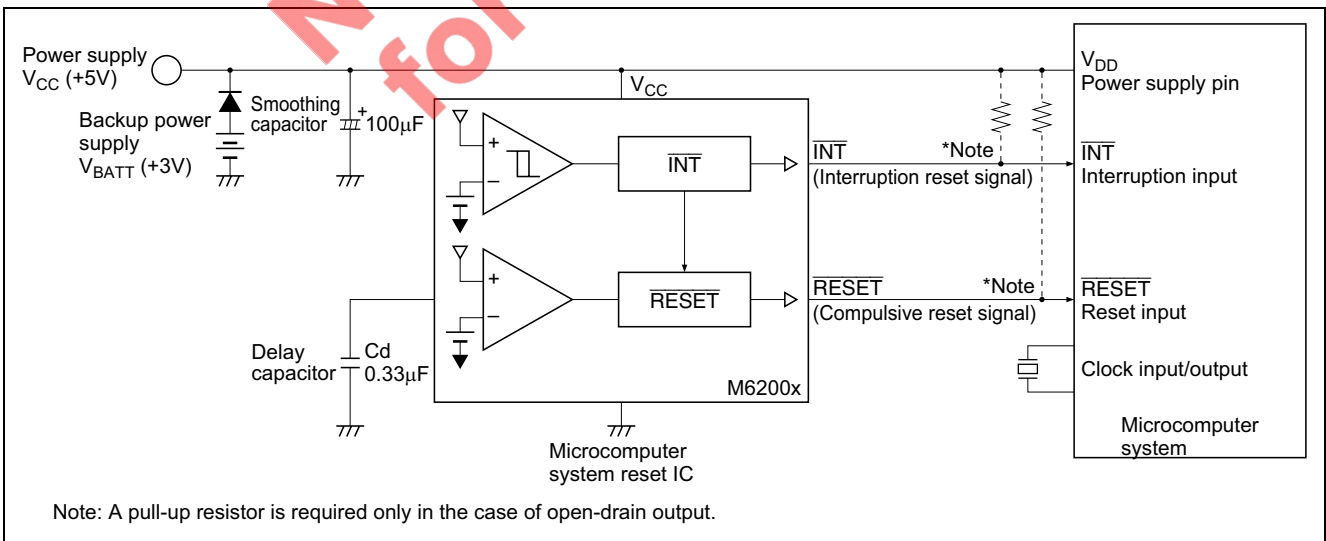 Power supply
VCC (+5V)
Backup power
supply
VBATT (+3V)
Smoothing
capacitor
+
100μF
VCC
+
−
INT
INT
(Interruption reset signal)
*Note
+
−
RESET
RESET
(Compulsive reset signal)
*Note
M6200x
Delay
capacitor
Cd
0.33μF
Microcomputer
system reset IC
VDD
Power supply pin
INT
Interruption input
RESET
Reset input
Clock input/output
Microcomputer
system
Note: A pull-up resistor is required only in the case of open-drain output.
for